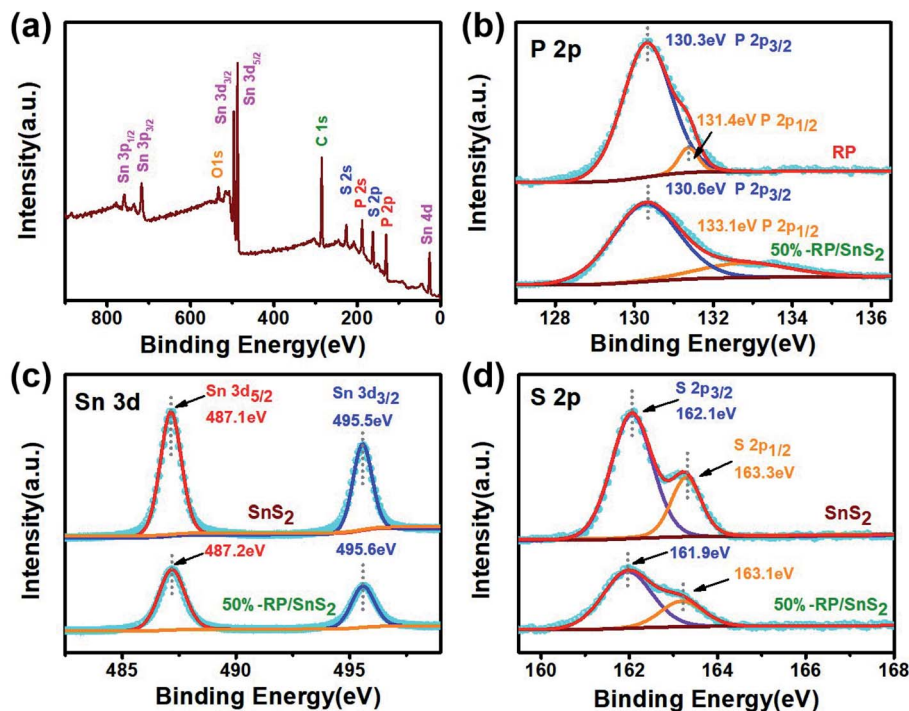 (a)
Intensity(a.u.)
Sn 3p1/2
Sn 3p3/2
O1s
Sn 3d3/2
Sn 3d5/2
C 1s
S 2s
P 2s
S 2p
P 2p
Sn 4d
800 600 400 200 0
Binding Energy(eV)
(b)
P 2p
Intensity(a.u.)
130.3eV P 2p3/2
131.4eV P 2p1/2
RP
130.6eV P 2p3/2
133.1eV P 2p1/2
50% -RP/SnS2
128 130 132 134 136
Binding Energy(eV)
(c)
Sn 3d
Intensity(a.u.)
Sn 3d5/2
487.1eV
Sn 3d3/2
495.5eV
SnS2
487.2eV
495.6eV
50% -RP/SnS2
485 490 495
Binding Energy(eV)
(d)
S 2p
Intensity(a.u.)
S 2p3/2
162.1eV
S 2p1/2
163.3eV
SnS2
161.9eV
163.1eV
50% -RP/SnS2
160 162 164 166 168
Binding Energy(eV)